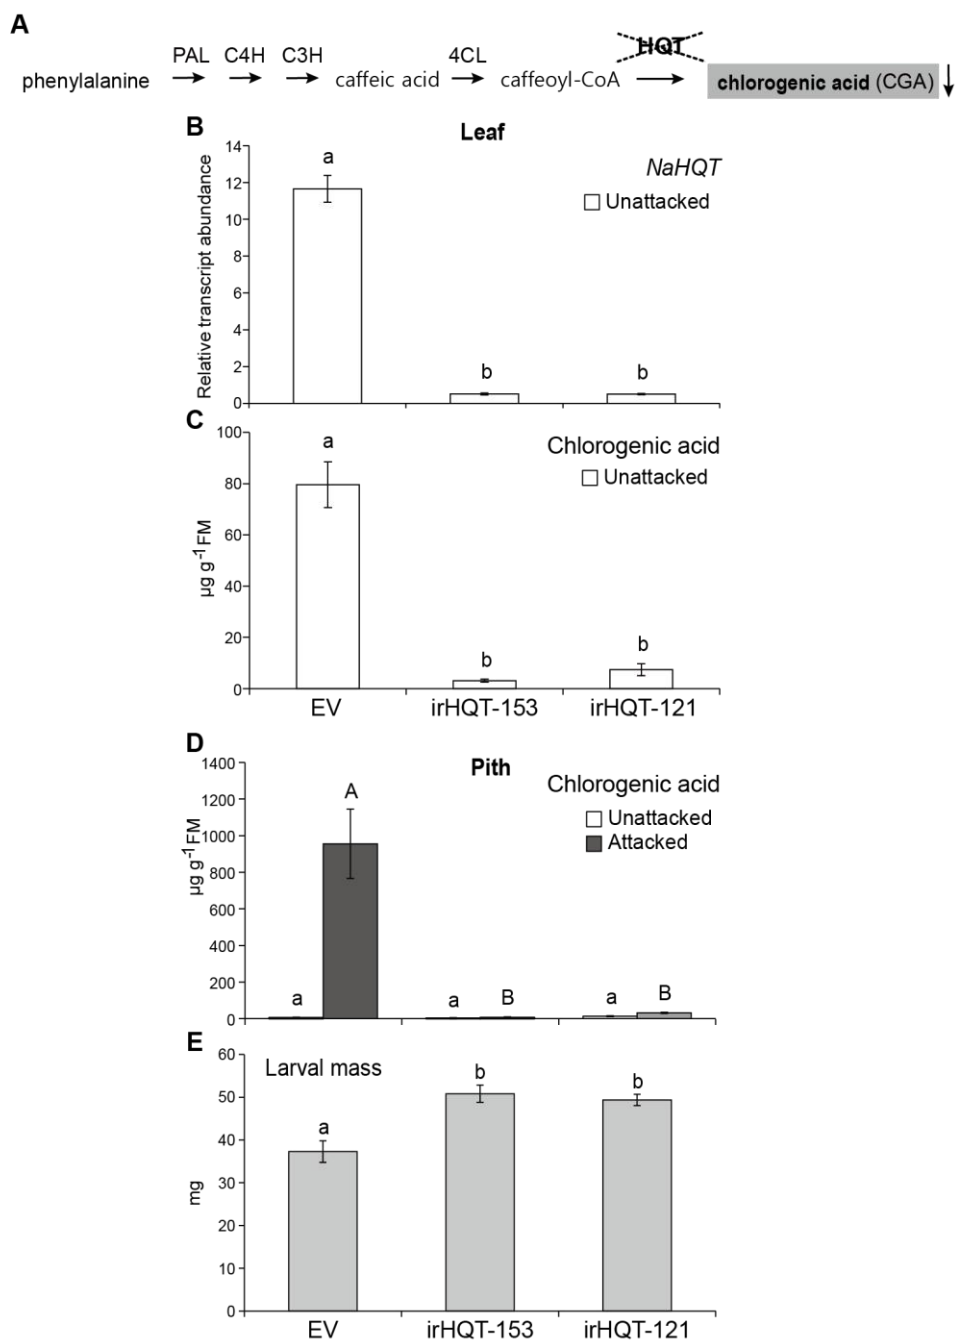 A
PAL C4H C3H 4CL HQT
phenylalanine caffeic acid caffeoyl-CoA chlorogenic acid (CGA)
B Leaf
14
12
10
8
6
4
2
0
Relative transcript abundance
a
b
b
NaHQT
Unattacked
C
100
80
60
40
20
0
µg g-1 FM
a
b
b
Chlorogenic acid
Unattacked
EV irHQT-153 irHQT-121
D Pith
1400
1200
1000
800
600
400
200
0
µg g-1 FM
a A
a B
a B
Chlorogenic acid
Unattacked
Attacked
E
60
50
40
30
20
10
0
mg
Larval mass
a
b
b
EV irHQT-153 irHQT-121